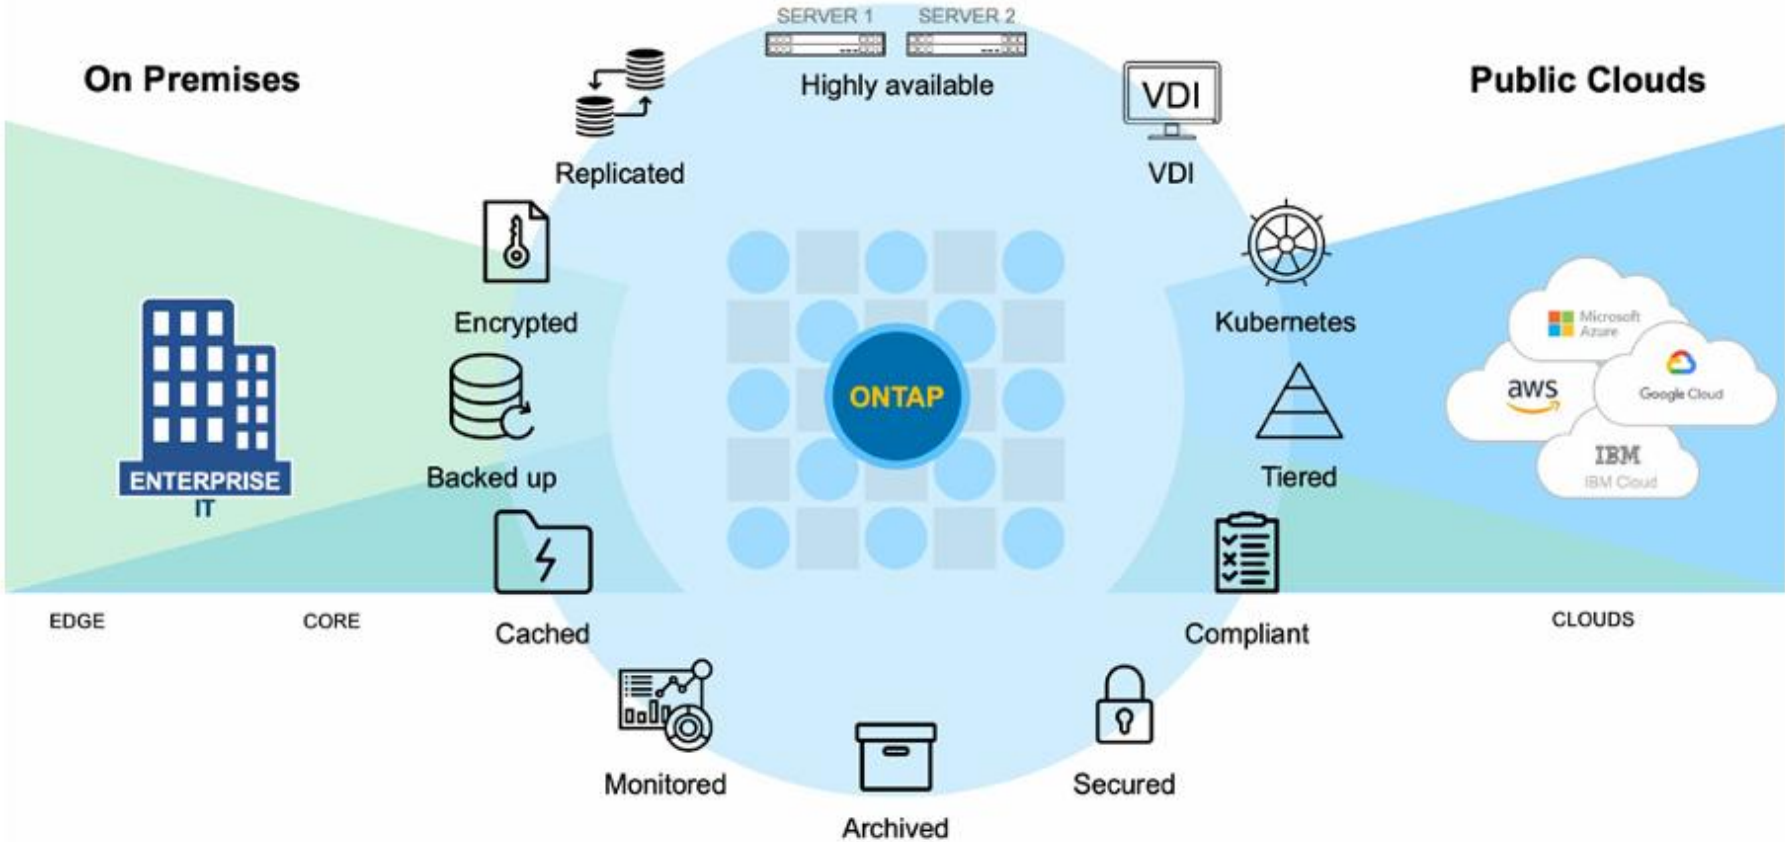 SERVER 1
SERVER 2
Highly available
On Premises
Public Clouds
VDI
Replicated
VDI
Encrypted
Kubernetes
Microsoft
Azure
ONTAP
aws
Google Cloud
IBM
IBM Cloud
ENTERPRISE
IT
Backed up
Tiered
EDGE
CORE
Cached
Compliant
CLOUDS
Monitored
Secured
Archived